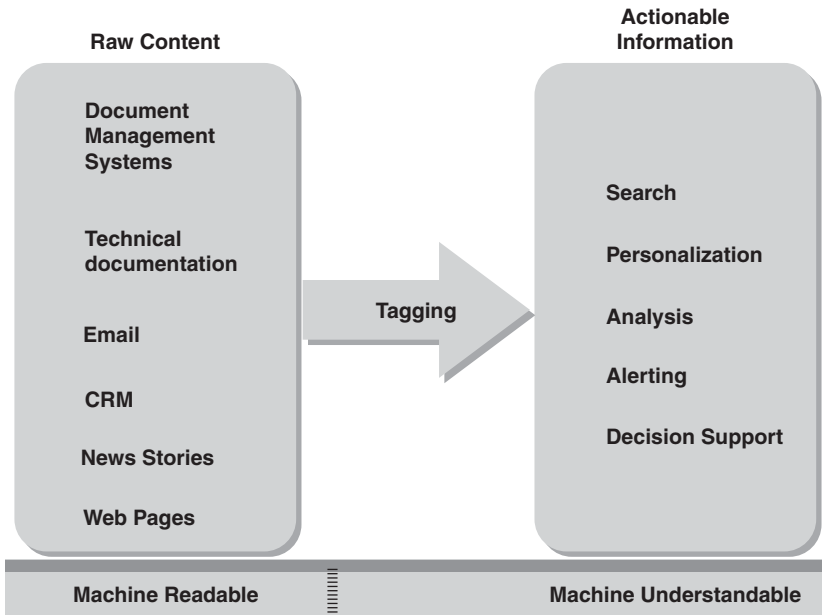 Raw Content
Document
Management
Systems
Technical
documentation
Email
CRM
News Stories
Web Pages
Tagging
Actionable
Information
Search
Personalization
Analysis
Alerting
Decision Support
Machine Readable
Machine Understandable